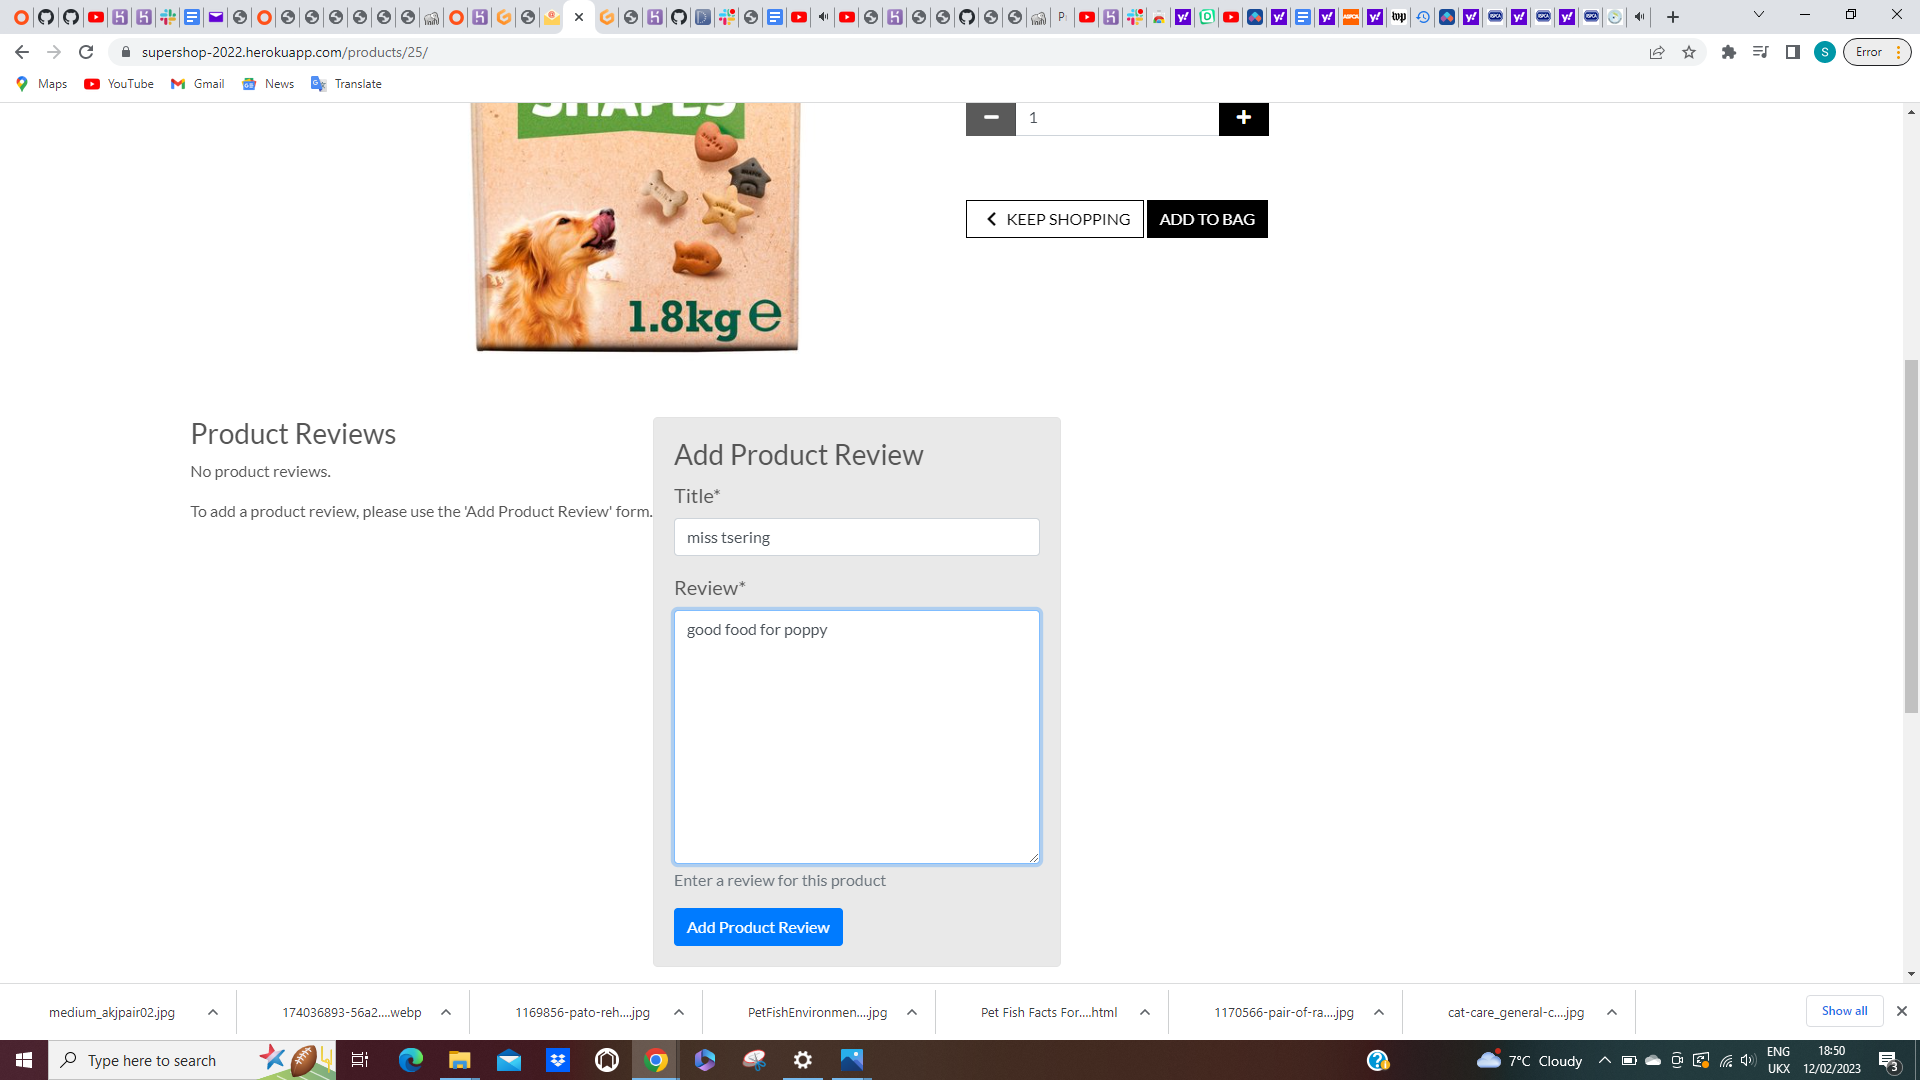 supershop-2022.herokuapp.com/products/25/
Error
Maps
YouTube
Gmail
News
Translate
SHAPES
1.8kg e
1
KEEP SHOPPING
ADD TO BAG
Product Reviews
No product reviews.
To add a product review, please use the 'Add Product Review' form.
Add Product Review
Title*
miss tsering
Review*
good food for poppy
Enter a review for this product
Add Product Review
medium_akjpair02.jpg
174036893-56a2....webp
1169856-pato-reh....jpg
PetFishEnvironmen....jpg
Pet Fish Facts For....html
1170566-pair-of-ra....jpg
cat-care_general-c....jpg
Show all
Type here to search
7°C Cloudy
ENG
UKX
18:50
12/02/2023
3